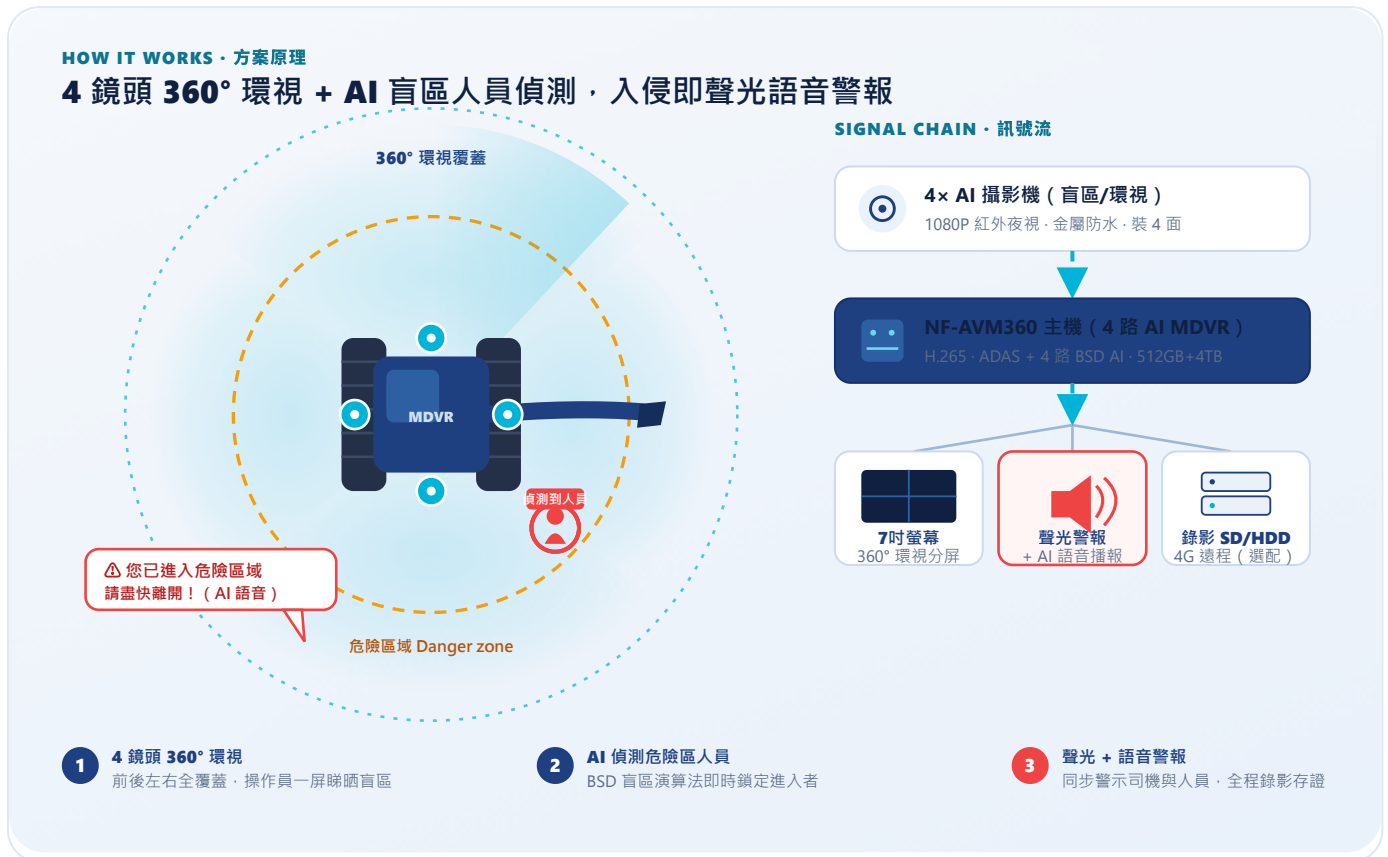 HOW IT WORKS · 方案原理
4 鏡頭 360° 環視 + AI 盲區人員偵測，入侵即聲光語音警報
360° 環視覆蓋
MDVR
偵測到人員
⚠ 您已進入危險區域
請盡快離開！（AI 語音）
危險區域 Danger zone
SIGNAL CHAIN · 訊號流
4× AI 攝影機（盲區/環視）
1080P 紅外夜視 · 金屬防水 · 裝 4 面
NF-AVM360 主機（4 路 AI MDVR）
H.265 · ADAS + 4 路 BSD AI · 512GB+4TB
7吋螢幕
360° 環視分屏
聲光警報
+ AI 語音播報
錄影 SD/HDD
4G 遠程（選配）
1
4 鏡頭 360° 環視
前後左右全覆蓋，操作員一屏睇晒盲區
2
AI 偵測危險區人員
BSD 盲區演算法即時鎖定進入者
3
聲光 + 語音警報
同步警示司機與人員，全程錄影存證